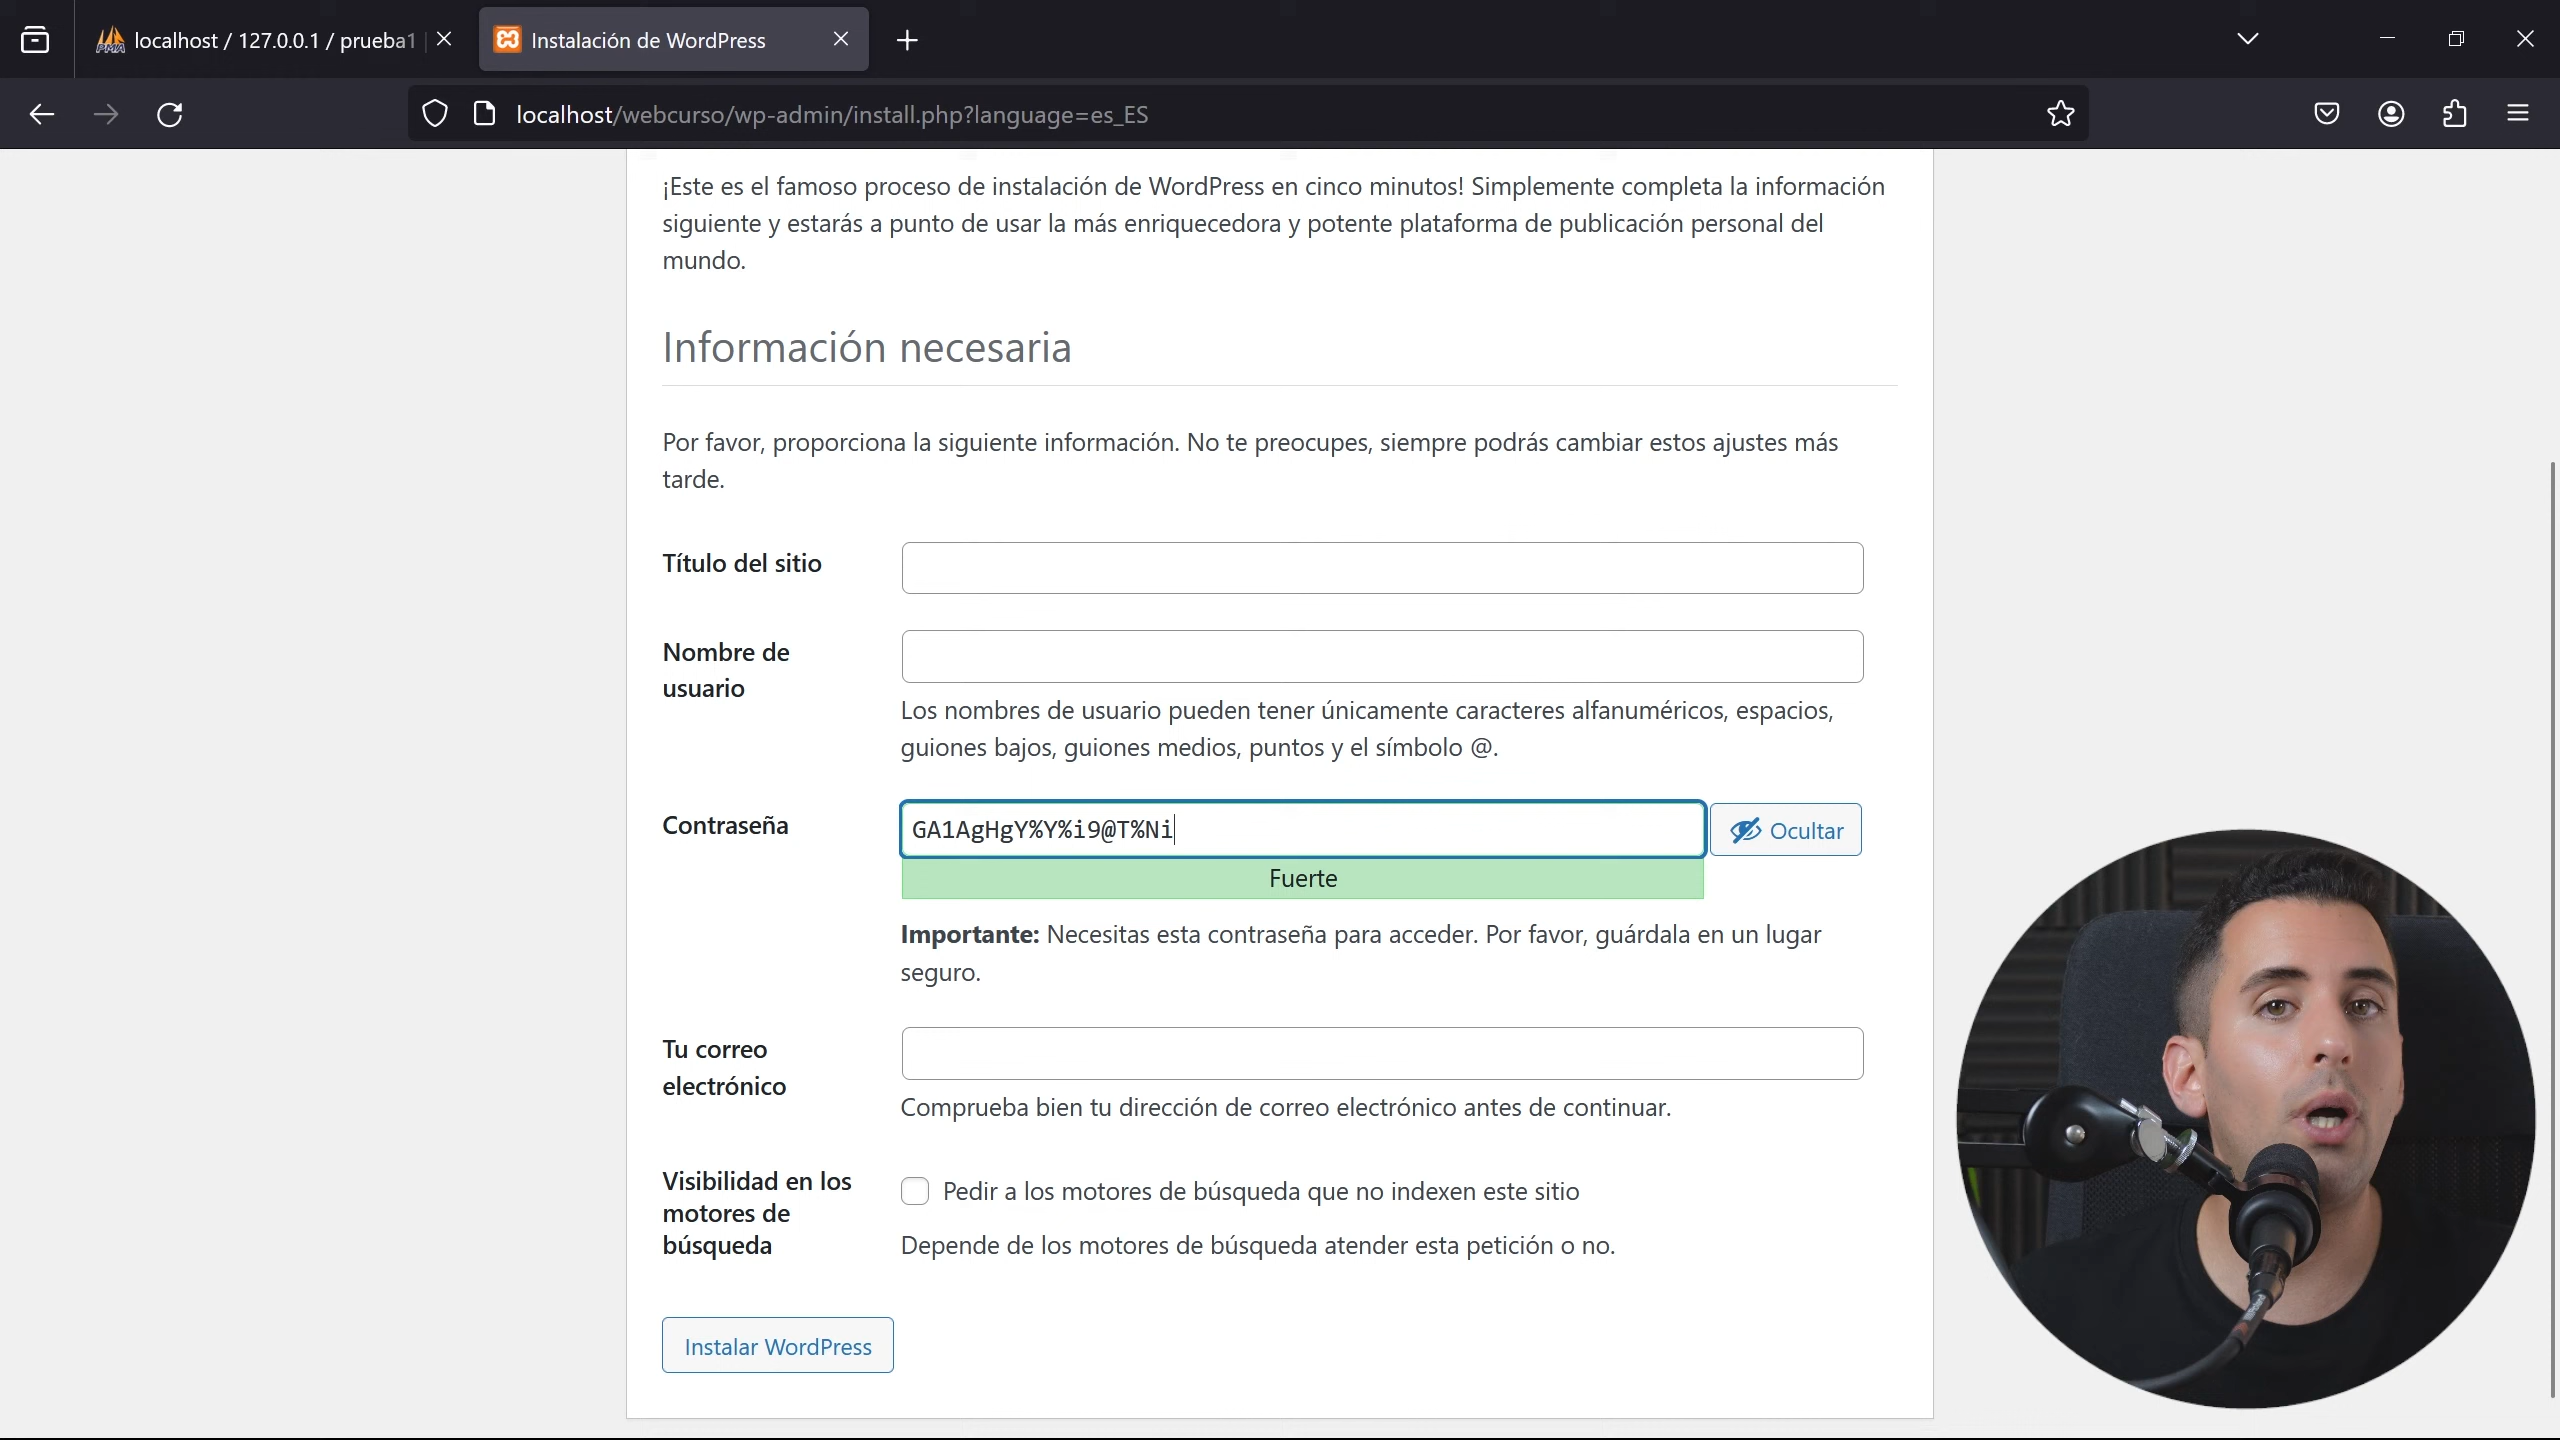 localhost / 127.0.0.1 / prueba1
Instalación de WordPress
localhost/webcurso/wp-admin/install.php?language=es_ES
¡Este es el famoso proceso de instalación de WordPress en cinco minutos! Simplemente completa la información
siguiente y estarás a punto de usar la más enriquecedora y potente plataforma de publicación personal del
mundo.
Información necesaria
Por favor, proporciona la siguiente información. No te preocupes, siempre podrás cambiar estos ajustes más
tarde.
Título del sitio
Nombre de
usuario
Los nombres de usuario pueden tener únicamente caracteres alfanuméricos, espacios,
guiones bajos, guiones medios, puntos y el símbolo @.
Contraseña
GA1AgHgY%Y%i9@T%Ni
Ocultar
Fuerte
Importante: Necesitas esta contraseña para acceder. Por favor, guárdala en un lugar
seguro.
Tu correo
electrónico
Comprueba bien tu dirección de correo electrónico antes de continuar.
Visibilidad en los
motores de
búsqueda
Pedir a los motores de búsqueda que no indexen este sitio
Depende de los motores de búsqueda atender esta petición o no.
Instalar WordPress